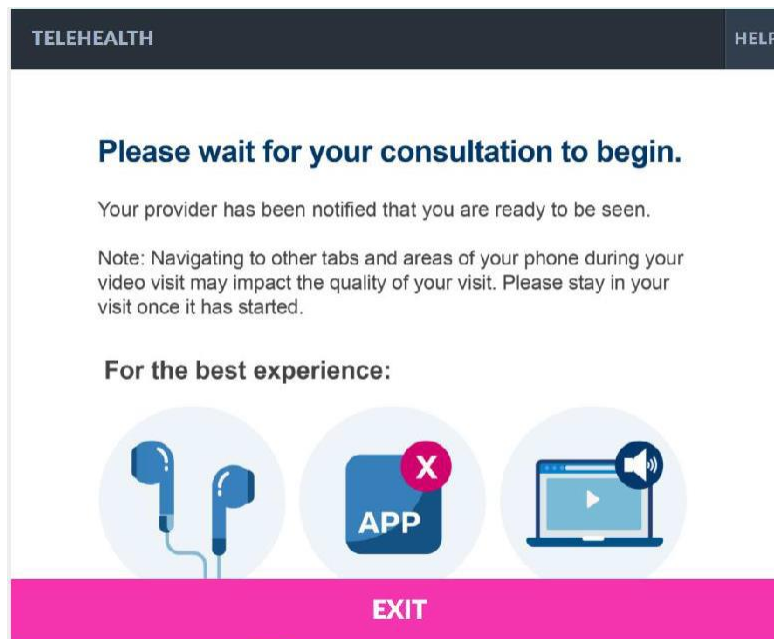 TELEHEALTH
HELP
Please wait for your consultation to begin.
Your provider has been notified that you are ready to be seen.
Note: Navigating to other tabs and areas of your phone during your
video visit may impact the quality of your visit. Please stay in your
visit once it has started.
For the best experience:
X
APP
EXIT